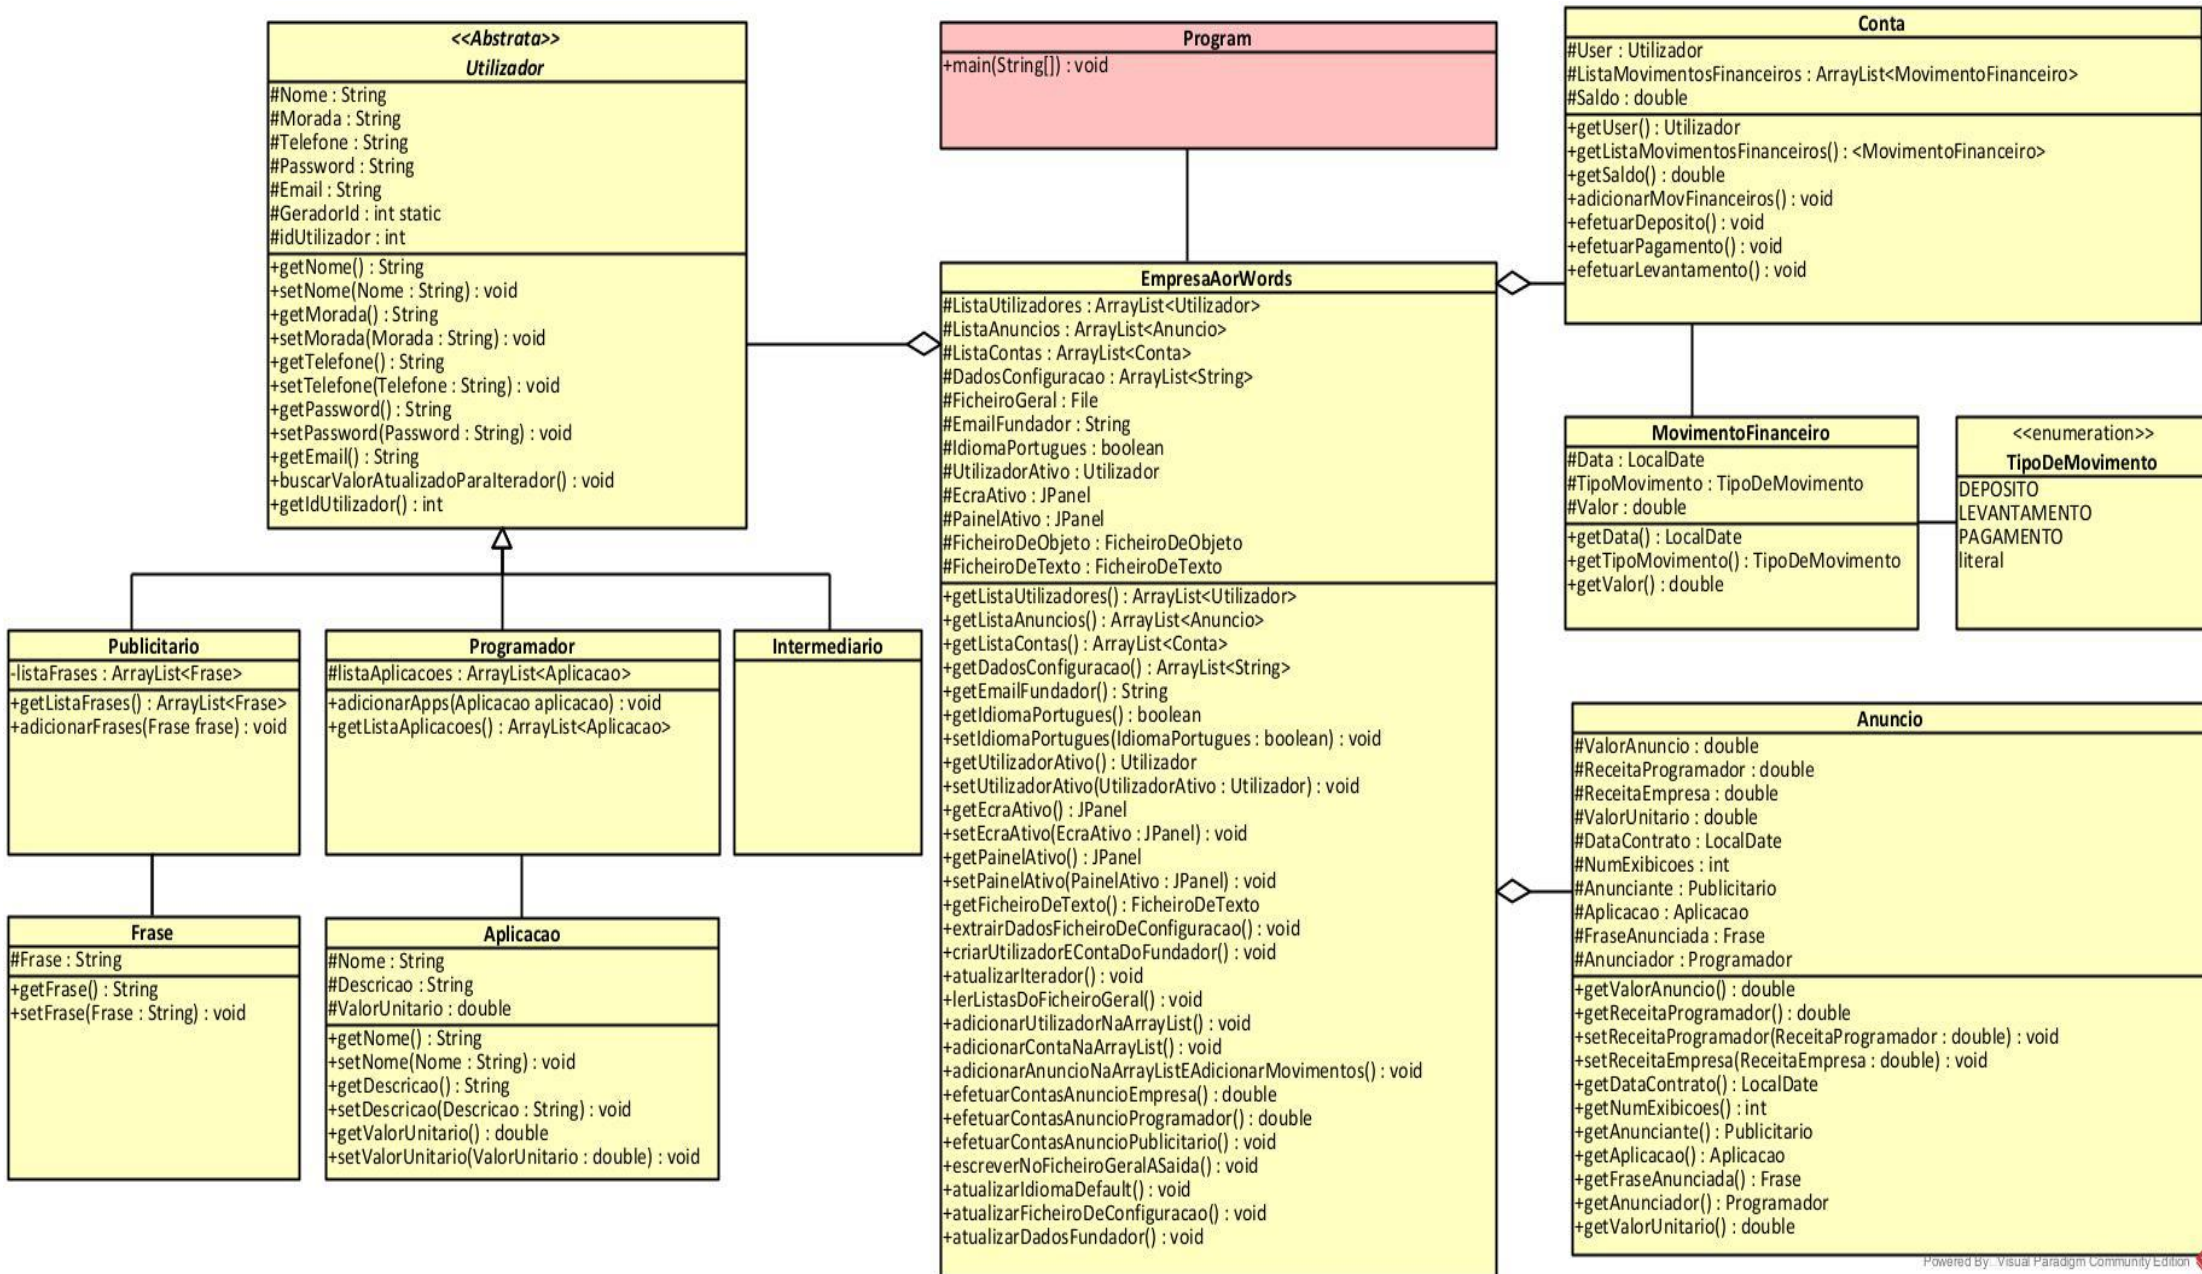 <<Abstrata>>
Utilizador
#Nome : String
#Morada : String
#Telefone : String
#Password : String
#Email : String
#GeradorId : int static
#idUtilizador : int
+getNome() : String
+setNome(Nome : String) : void
+getMorada() : String
+setMorada(Morada : String) : void
+getTelefone() : String
+setTelefone(Telefone : String) : void
+getPassword() : String
+setPassword(Password : String) : void
+getEmail() : String
+buscarValorAtualizadoParaIterador() : void
+getIdUtilizador() : int
Publicitario
-listaFrases : ArrayList<Frase>
+getListaFrases() : ArrayList<Frase>
+adicionarFrases(Frase frase) : void
Programador
#listaAplicacoes : ArrayList<Aplicacao>
+adicionarApps(Aplicacao aplicacao) : void
+getListaAplicacoes() : ArrayList<Aplicacao>
Intermediario
Frase
#Frase : String
+getFrase() : String
+setFrase(Frase : String) : void
Aplicacao
#Nome : String
#Descricao : String
#ValorUnitario : double
+getNome() : String
+setNome(Nome : String) : void
+getDescricao() : String
+setDescricao(Descricao : String) : void
+getValorUnitario() : double
+setValorUnitario(ValorUnitario : double) : void
Program
+main(String[]) : void
EmpresaAorWords
#ListaUtilizadores : ArrayList<Utilizador>
#ListaAnuncios : ArrayList<Anuncio>
#ListaContas : ArrayList<Conta>
#DadosConfiguracao : ArrayList<String>
#FicheiroGeral : File
#EmailFundador : String
#IdiomaPortugues : boolean
#UtilizadorAtivo : Utilizador
#EcraAtivo : JPanel
#PainelAtivo : JPanel
#FicheiroDeObjeto : FicheiroDeObjeto
#FicheiroDeTexto : FicheiroDeTexto
+getListaUtilizadores() : ArrayList<Utilizador>
+getListaAnuncios() : ArrayList<Anuncio>
+getListaContas() : ArrayList<Conta>
+getDadosConfiguracao() : ArrayList<String>
+getEmailFundador() : String
+getIdiomaPortugues() : boolean
+setIdiomaPortugues(IdiomaPortugues : boolean) : void
+getUtilizadorAtivo() : Utilizador
+setUtilizadorAtivo(UtilizadorAtivo : Utilizador) : void
+getEcraAtivo() : JPanel
+setEcraAtivo(EcraAtivo : JPanel) : void
+getPainelAtivo() : JPanel
+setPainelAtivo(PainelAtivo : JPanel) : void
+getFicheiroDeTexto() : FicheiroDeTexto
+extrairDadosFicheiroDeConfiguracao() : void
+criarUtilizadorEContaDoFundador() : void
+atualizarIterador() : void
+lerListasDoFicheiroGeral() : void
+adicionarUtilizadorNaArrayList() : void
+adicionarContaNaArrayList() : void
+adicionarAnuncioNaArrayListEAdicionarMovimentos() : void
+efetuarContasAnuncioEmpresa() : double
+efetuarContasAnuncioProgramador() : double
+efetuarContasAnuncioPublicitario() : void
+escreverNoFicheiroGeralASaida() : void
+atualizarIdiomaDefault() : void
+atualizarFicheiroDeConfiguracao() : void
+atualizarDadosFundador() : void
Conta
#User : Utilizador
#ListaMovimentosFinanceiros : ArrayList<MovimentoFinanceiro>
#Saldo : double
+getUser() : Utilizador
+getListaMovimentosFinanceiros() : <MovimentoFinanceiro>
+getSaldo() : double
+adicionarMovFinanceiros() : void
+efetuarDeposito() : void
+efetuarPagamento() : void
+efetuarLevantamento() : void
MovimentoFinanceiro
#Data : LocalDate
#TipoMovimento : TipoDeMovimento
#Valor : double
+getData() : LocalDate
+getTipoMovimento() : TipoDeMovimento
+getValor() : double
<<enumeration>>
TipoDeMovimento
DEPOSITO
LEVANTAMENTO
PAGAMENTO
literal
Anuncio
#ValorAnuncio : double
#ReceitaProgramador : double
#ReceitaEmpresa : double
#ValorUnitario : double
#DataContrato : LocalDate
#NumExibicoes : int
#Anunciante : Publicitario
#Aplicacao : Aplicacao
#FraseAnunciada : Frase
#Anunciador : Programador
+getValorAnuncio() : double
+getReceitaProgramador() : double
+setReceitaProgramador(ReceitaProgramador : double) : void
+setReceitaEmpresa(ReceitaEmpresa : double) : void
+getDataContrato() : LocalDate
+getNumExibicoes() : int
+getAnunciante() : Publicitario
+getAplicacao() : Aplicacao
+getFraseAnunciada() : Frase
+getAnunciador() : Programador
+getValorUnitario() : double
Powered By: Visual Paradigm Community Edition